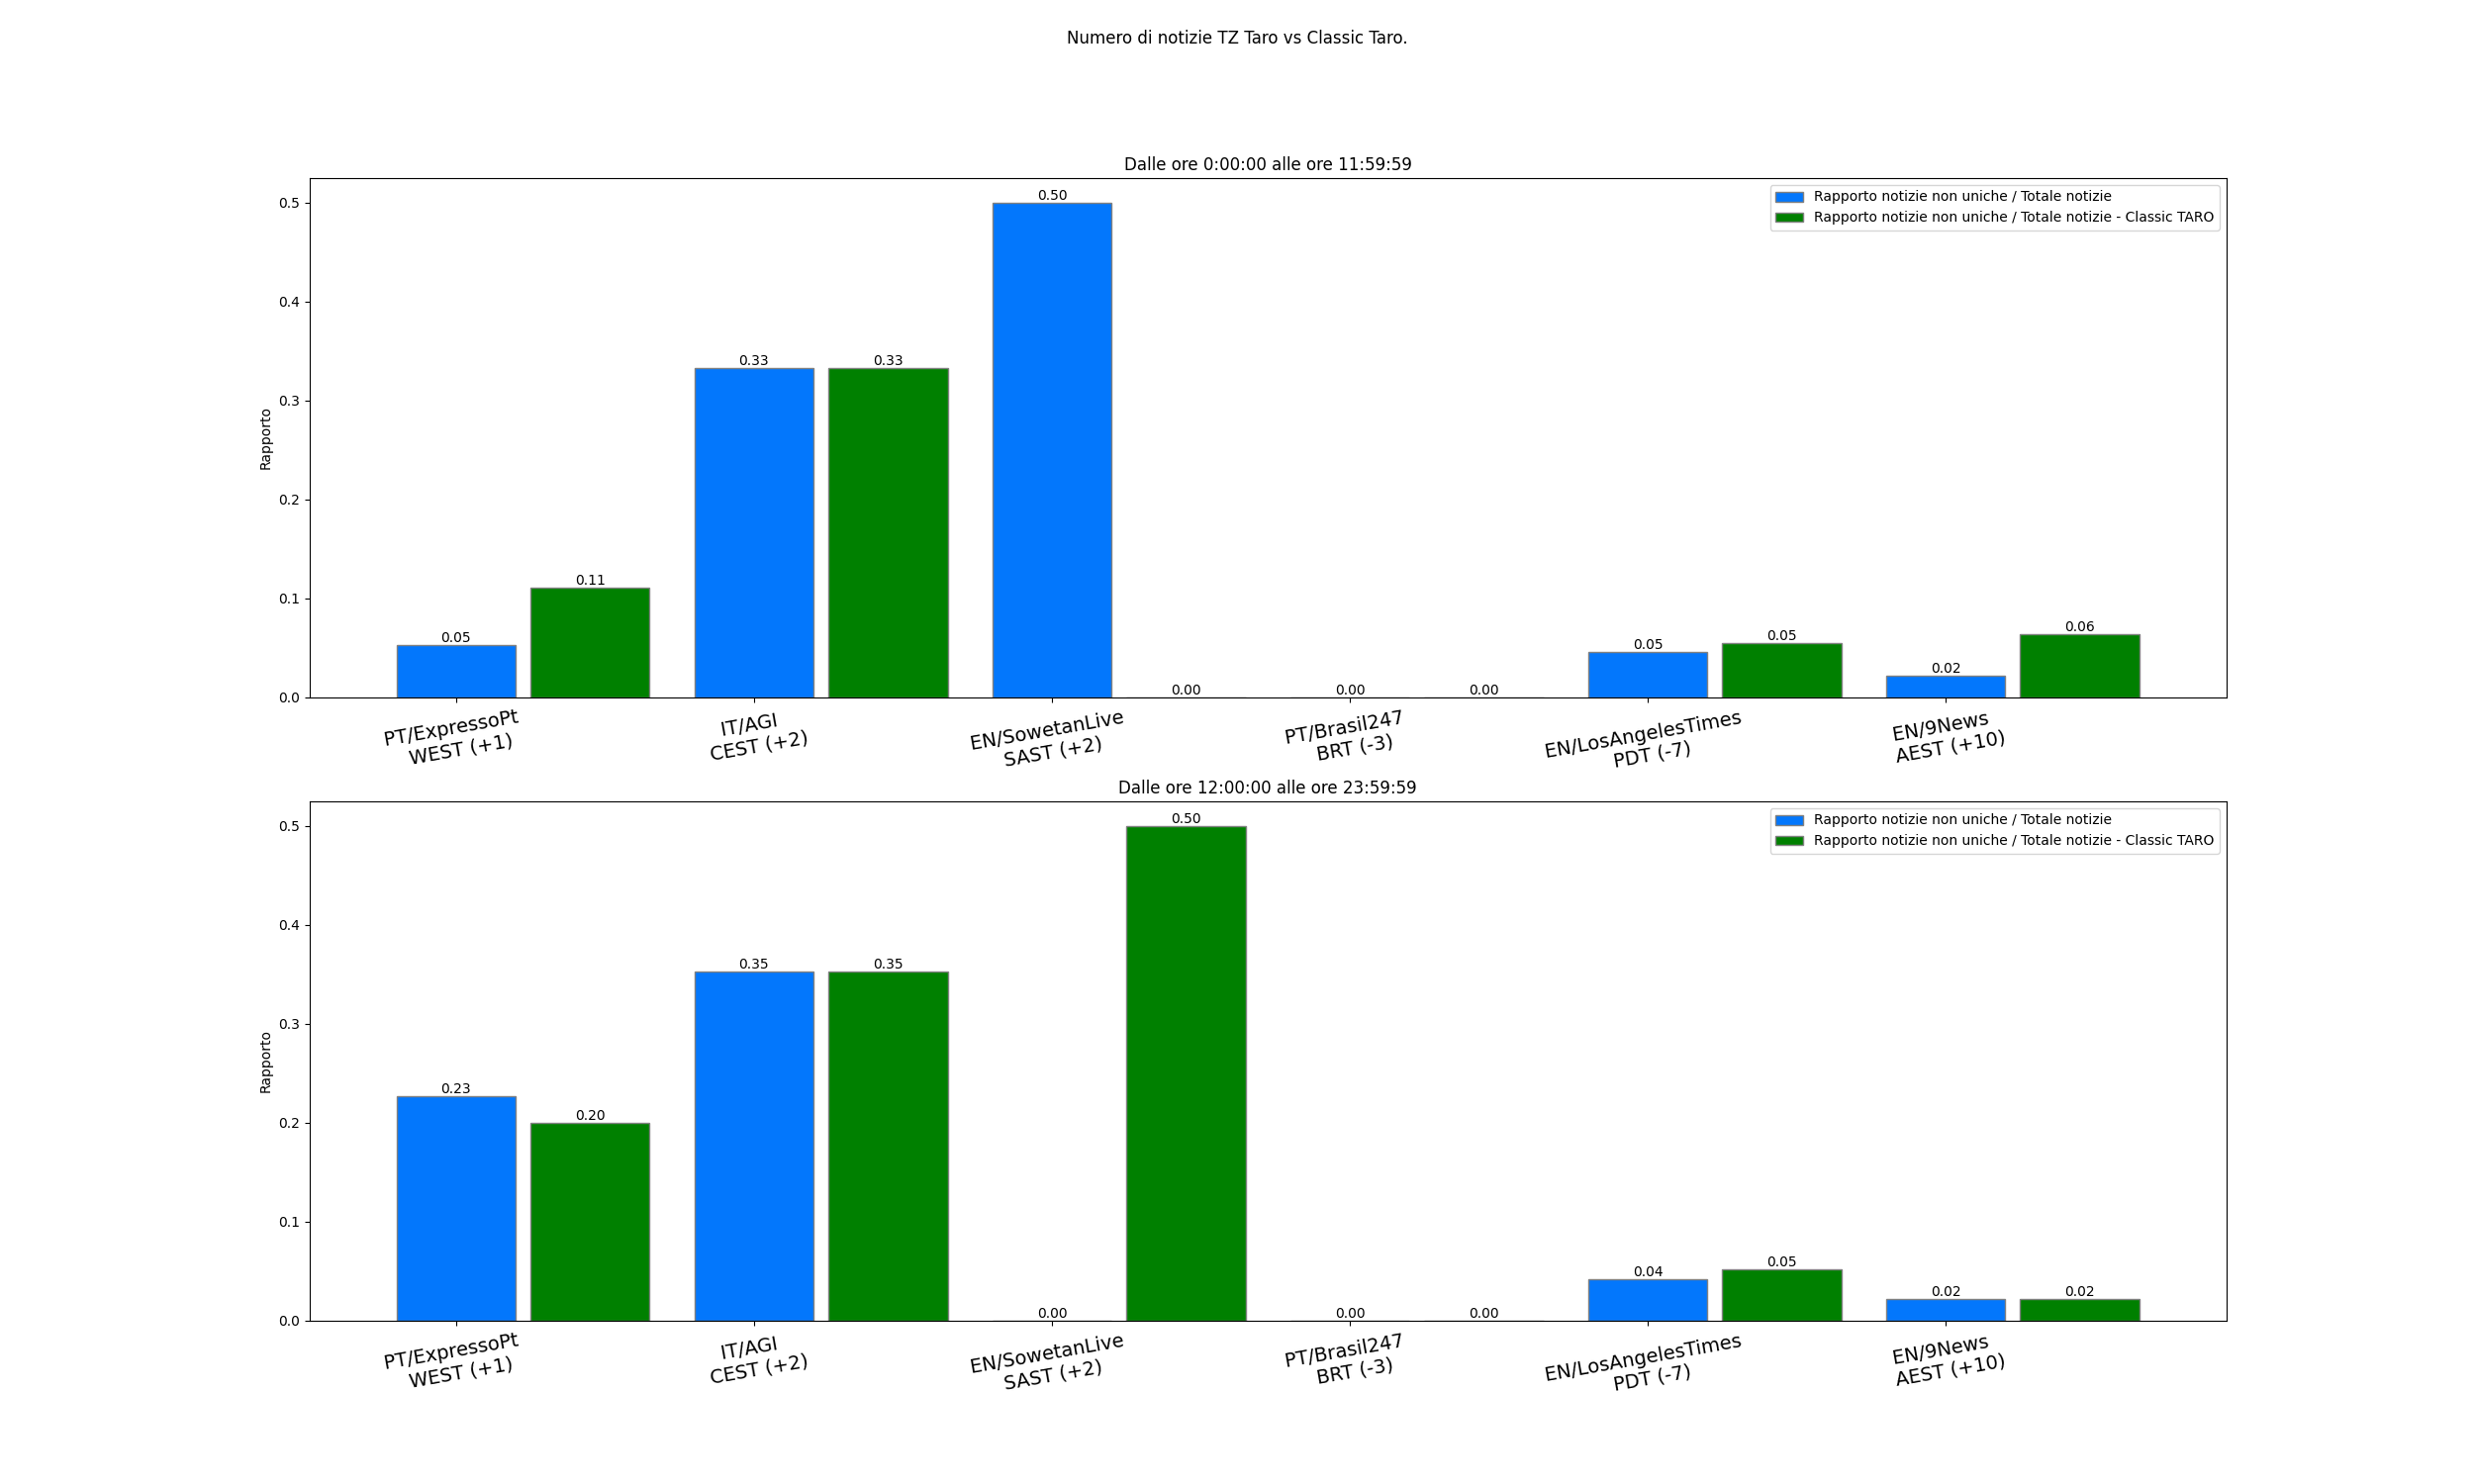 Numero di notizie TZ Taro vs Classic Taro.
Dalle ore 0:00:00 alle ore 11:59:59
Rapporto notizie non uniche / Totale notizie
Rapporto notizie non uniche / Totale notizie - Classic TARO
Rapporto
0.5
0.4
0.3
0.2
0.1
0.0
0.05
0.11
0.33
0.33
0.50
0.00
0.00
0.00
0.05
0.05
0.02
0.06
PT/ExpressoPt
WEST (+1)
IT/AGI
CEST (+2)
EN/SowetanLive
SAST (+2)
PT/Brasil247
BRT (-3)
EN/LosAngelesTimes
PDT (-7)
EN/9News
AEST (+10)
Dalle ore 12:00:00 alle ore 23:59:59
Rapporto notizie non uniche / Totale notizie
Rapporto notizie non uniche / Totale notizie - Classic TARO
Rapporto
0.5
0.4
0.3
0.2
0.1
0.0
0.23
0.20
0.35
0.35
0.00
0.50
0.00
0.00
0.04
0.05
0.02
0.02
PT/ExpressoPt
WEST (+1)
IT/AGI
CEST (+2)
EN/SowetanLive
SAST (+2)
PT/Brasil247
BRT (-3)
EN/LosAngelesTimes
PDT (-7)
EN/9News
AEST (+10)